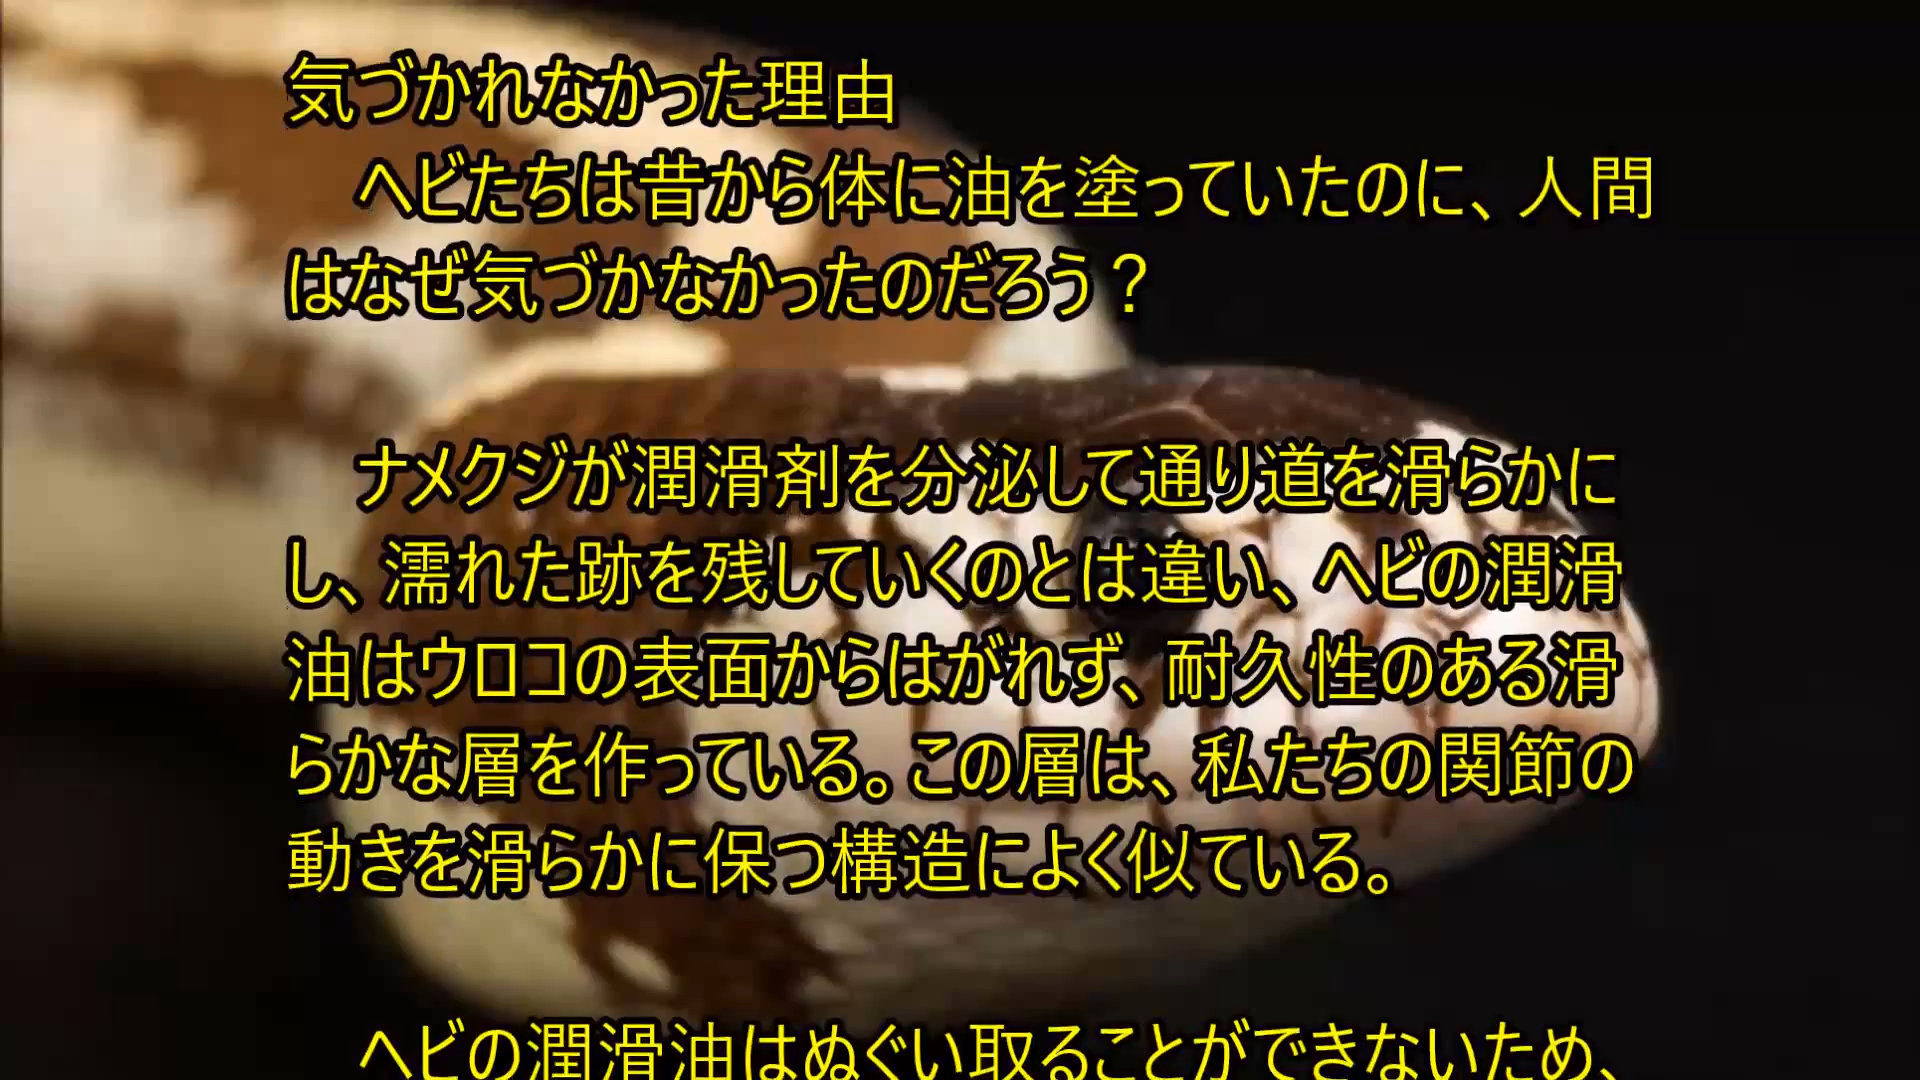 気づかれなかった理由
　ヘビたちは昔から体に油を塗っていたのに、人間
はなぜ気づかなかったのだろう？
　ナメクジが潤滑剤を分泌して通り道を滑らかに
し、濡れた跡を残していくのとは違い、ヘビの潤滑
油はウロコの表面からはがれず、耐久性のある滑
らかな層を作っている。この層は、私たちの関節の
動きを滑らかに保つ構造によく似ている。
　ヘビの潤滑油はぬぐい取ることができないため、